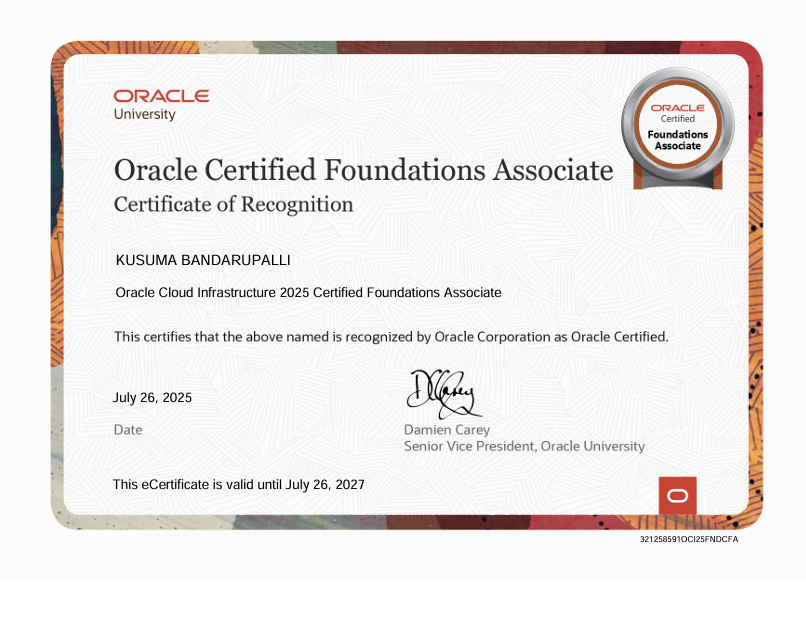 ORACLE
University
ORACLE
Certified
Foundations
Associate
Oracle Certified Foundations Associate
Certificate of Recognition
KUSUMA BANDARUPALLI
Oracle Cloud Infrastructure 2025 Certified Foundations Associate
This certifies that the above named is recognized by Oracle Corporation as Oracle Certified.
July 26, 2025
Date
DCarey
Damien Carey
Senior Vice President, Oracle University
This eCertificate is valid until July 26, 2027
321258591OCI25FNDCFA